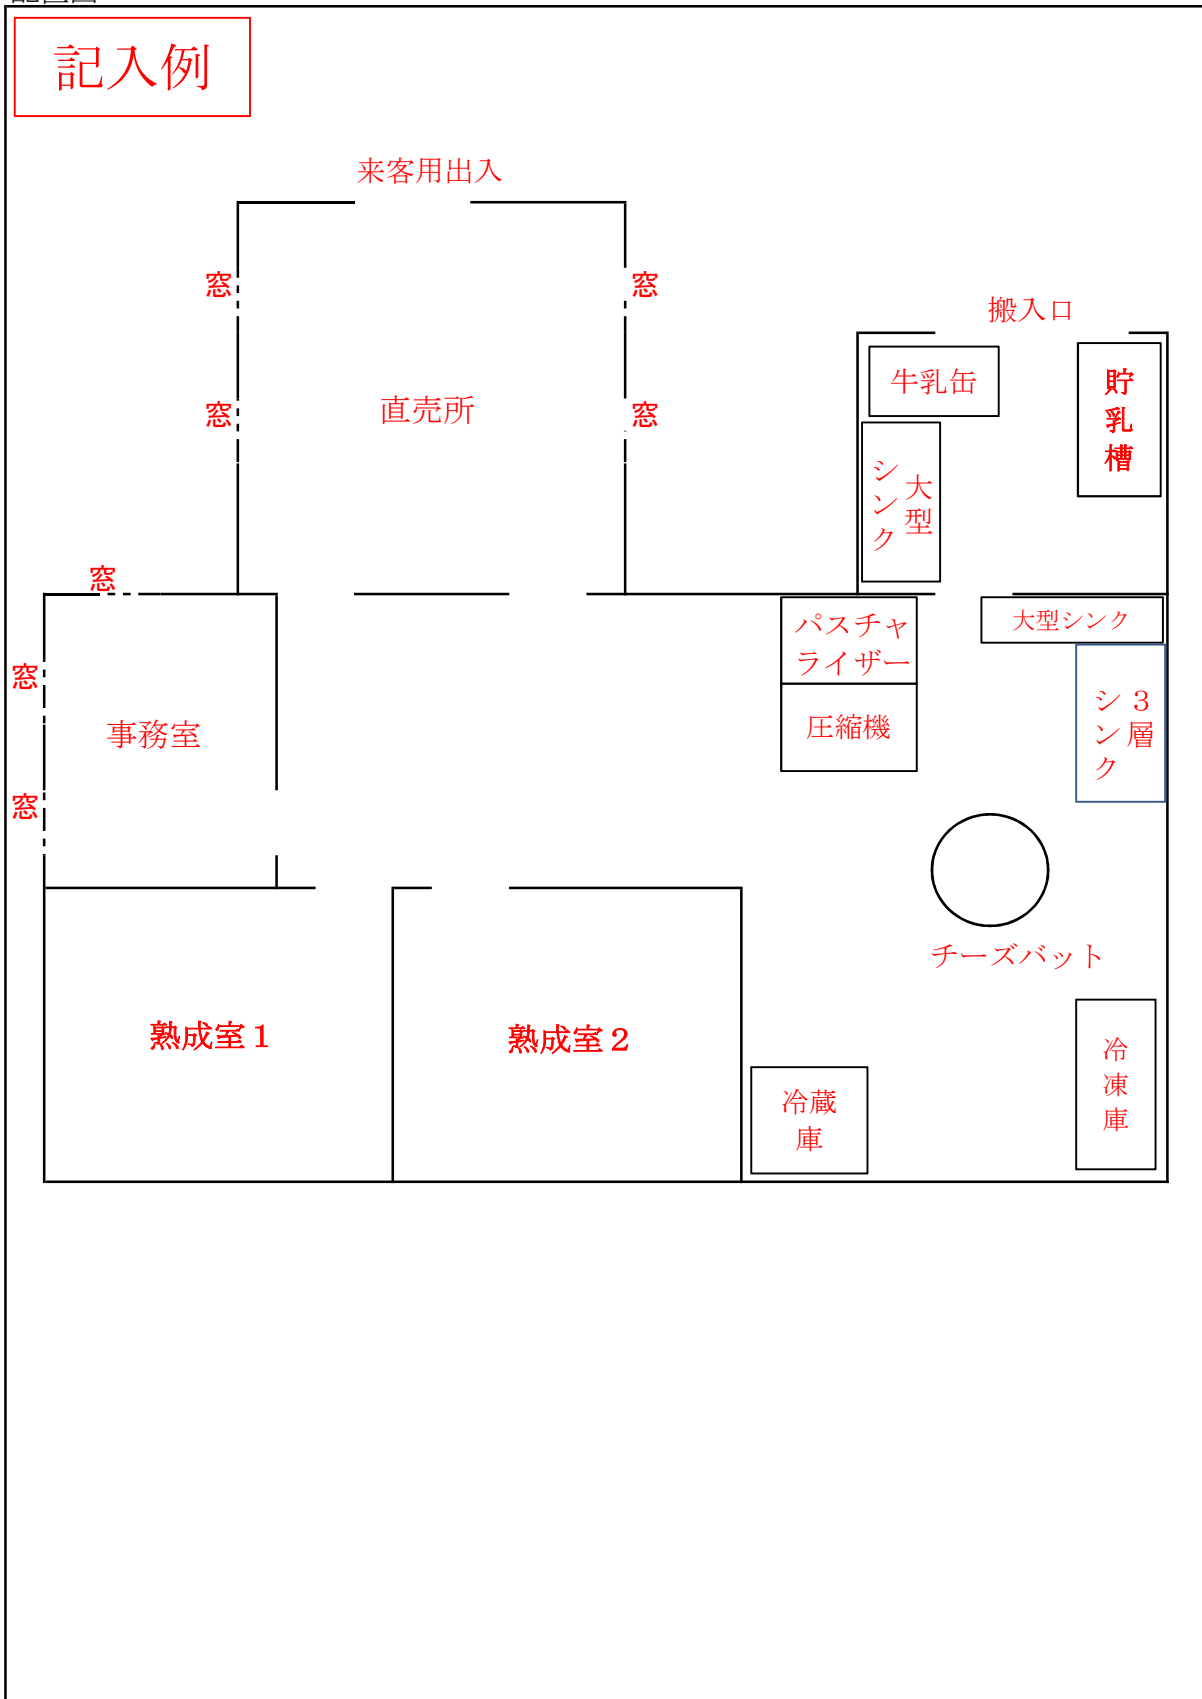 記入例
来客用出入
窓
窓
搬入口
牛乳缶
貯乳槽
窓
直売所
窓
大型
シンク
窓
パスチャ
ライザー
大型シンク
窓
事務室
圧縮機
3層
シンク
窓
チーズバット
熟成室1
熟成室2
冷蔵
庫
冷凍庫